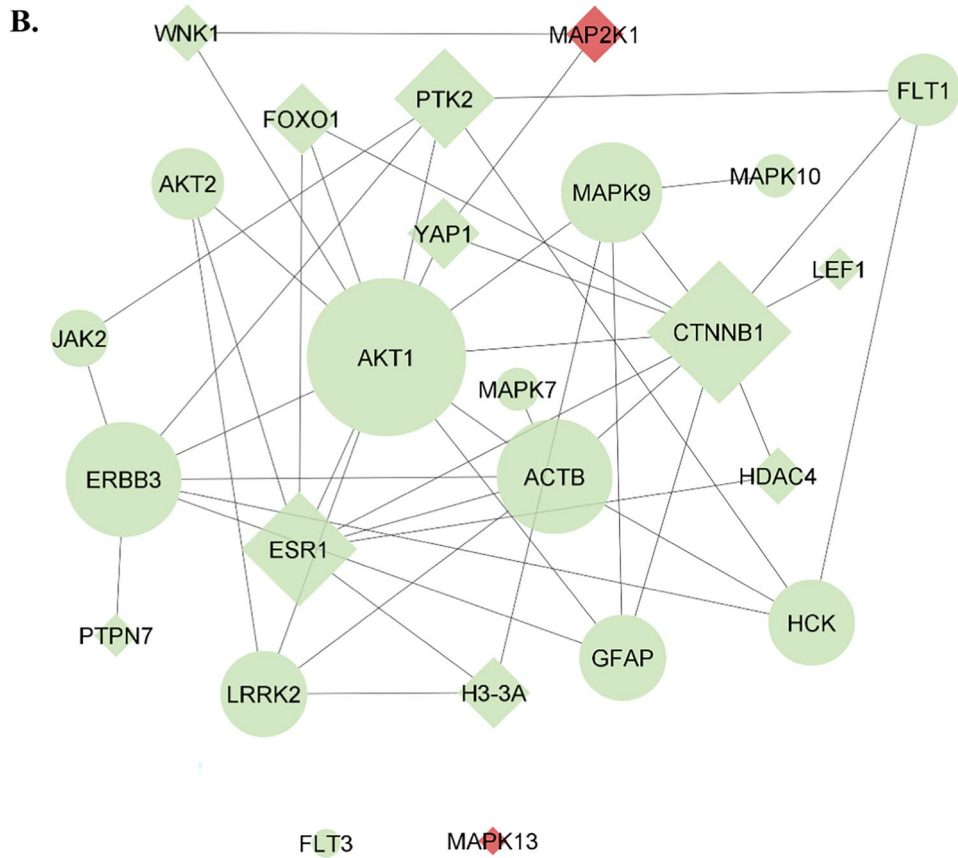 B.
WNK1
MAP2K1
FLT1
PTK2
FOXO1
AKT2
MAPK9
MAPK10
YAP1
LEF1
JAK2
CTNNB1
AKT1
MAPK7
ERBB3
ACTB
HDAC4
ESR1
PTPN7
HCK
GFAP
LRRK2
H3-3A
FLT3
MAPK13